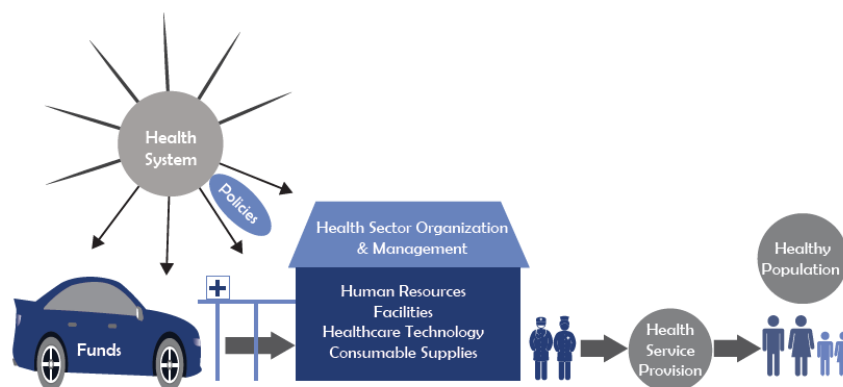 Health
System
Policies
Health Sector Organization
& Management
Human Resources
Facilities
Healthcare Technology
Consumable Supplies
Funds
Health
Service
Provision
Healthy
Population